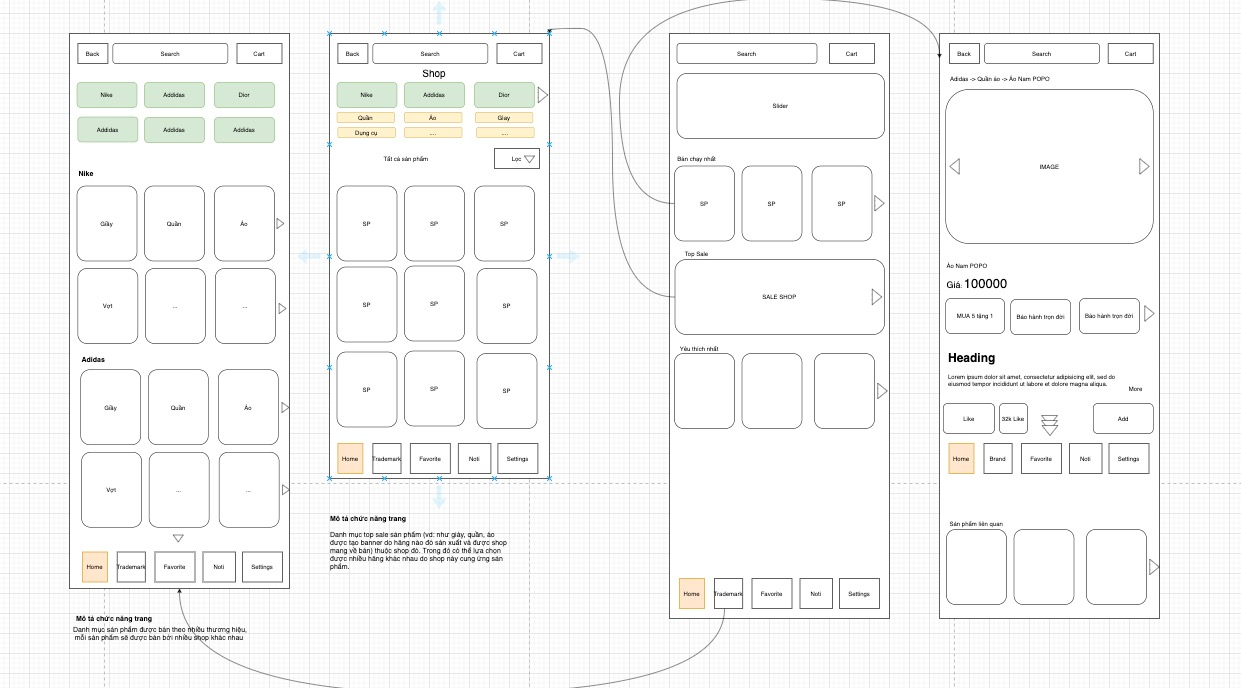 Back
Search
Cart
Nike
Addidas
Dior
Addidas
Addidas
Addidas
Nike
Giầy
Quần
Áo
Vợt
...
...
Adidas
Giầy
Quần
Áo
Vợt
...
...
Home
Trademark
Favorite
Noti
Settings
Mô tả chức năng trang
Danh mục sản phẩm được bán theo nhiều thương hiệu,
mỗi sản phẩm sẽ được bán bởi nhiều shop khác nhau
Back
Search
Cart
Shop
Nike
Addidas
Dior
Quần
Áo
Giay
Dụng cụ
....
....
Tất cả sản phẩm
Lọc
SP
SP
SP
SP
SP
SP
SP
SP
SP
Home
Trademark
Favorite
Noti
Settings
Mô tả chức năng trang
Danh mục top sale sản phẩm (vd: như giày, quần, áo
được tạo banner do hãng nào đó sản xuất và được shop
mang về bán) thuộc shop đó. Trong đó có thể lựa chọn
được nhiều hãng khác nhau do shop này cung ứng sản
phẩm.
Search
Cart
Slider
Bán chạy nhất
SP
SP
SP
Top Sale
SALE SHOP
Yêu thích nhất
Home
Trademark
Favorite
Noti
Settings
Back
Search
Cart
Adidas -> Quần áo -> Áo Nam POPO
IMAGE
Áo Nam POPO
Giá: 100000
MUA 5 tặng 1
Bảo hành trọn đời
Bảo hành trọn đời
Heading
Lorem ipsum dolor sit amet, consectetur adipisicing elit, sed do
eiusmod tempor incididunt ut labore et dolore magna aliqua.
More
Like
32k Like
Add
Home
Brand
Favorite
Noti
Settings
Sản phẩm liên quan